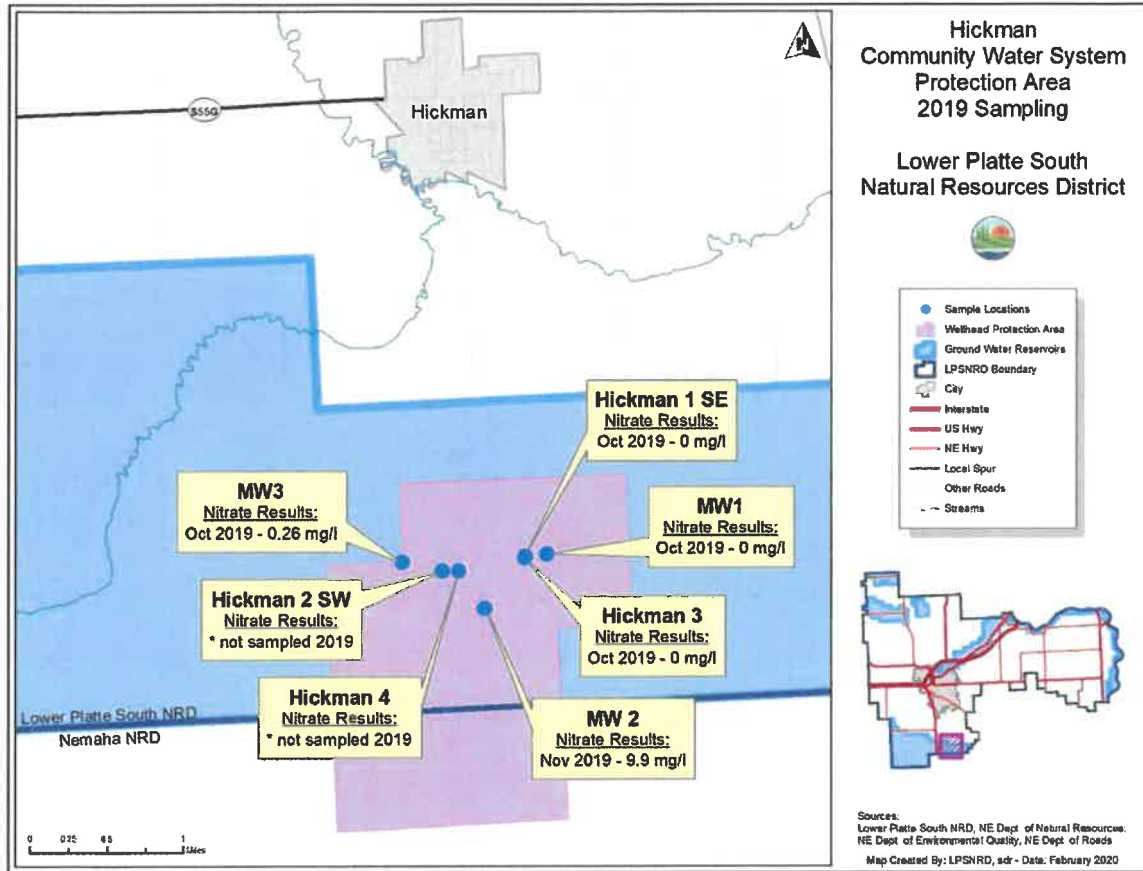 Hickman
Community Water System
Protection Area
2019 Sampling
Lower Platte South
Natural Resources District
N
S55G
Hickman
Hickman 1 SE
Nitrate Results:
Oct 2019 - 0 mg/l
MW3
Nitrate Results:
Oct 2019 - 0.26 mg/l
MW1
Nitrate Results:
Oct 2019 - 0 mg/l
Hickman 2 SW
Nitrate Results:
* not sampled 2019
Hickman 3
Nitrate Results:
Oct 2019 - 0 mg/l
Hickman 4
Nitrate Results:
* not sampled 2019
MW 2
Nitrate Results:
Nov 2019 - 9.9 mg/l
Lower Platte South NRD
Nemaha NRD
0 0.25 0.5 1
Miles
Sample Locations
Wellhead Protection Area
Ground Water Reservoirs
LPSNRD Boundary
City
Interstate
US Hwy
NE Hwy
Local Spur
Other Roads
Streams
Sources:
Lower Platte South NRD, NE Dept of Natural Resources,
NE Dept of Environmental Quality, NE Dept of Roads
Map Created By: LPSNRD, sdr - Date: February 2020